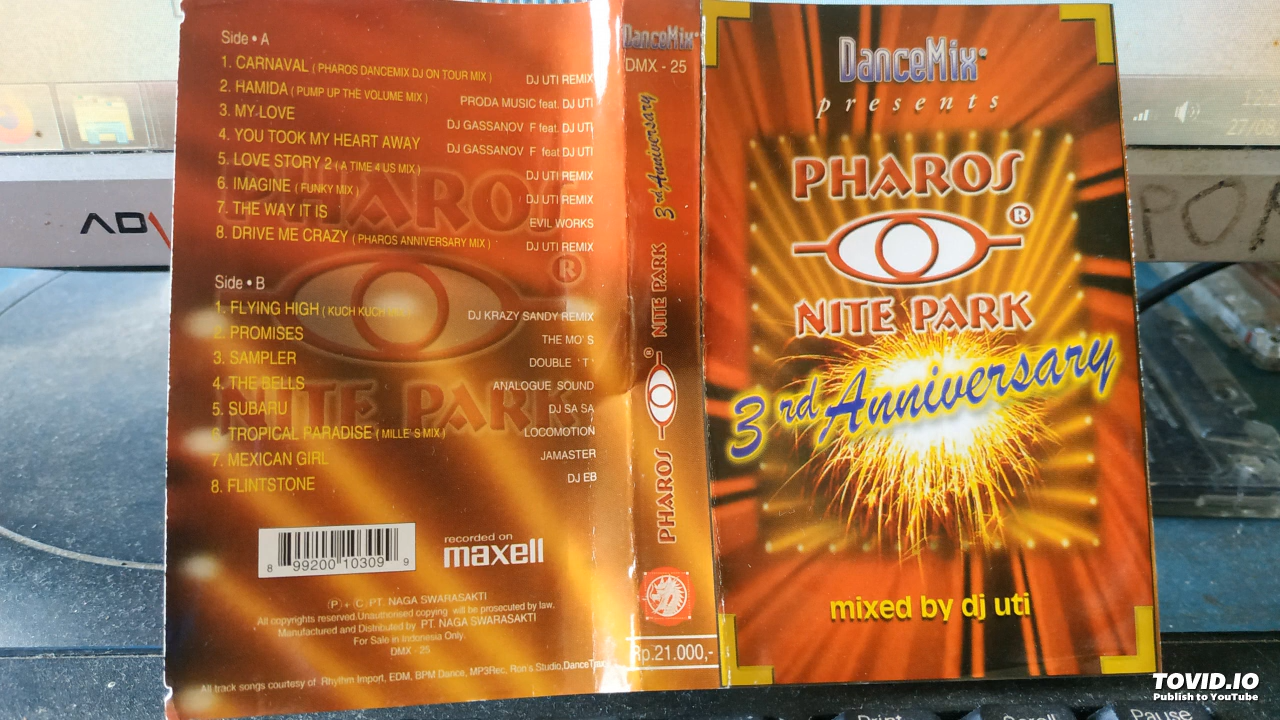 Side • A
1. CARNAVAL ( PHAROS DANCEMIX DJ ON TOUR MIX ) DJ UTI REMIX
2. HAMIDA ( PUMP UP THE VOLUME MIX ) PRODA MUSIC feat. DJ UTI
3. MY LOVE DJ GASSANOV F feat. DJ UTI
4. YOU TOOK MY HEART AWAY DJ GASSANOV F feat DJ UTI
5. LOVE STORY 2 ( A TIME 4 US MIX ) DJ UTI REMIX
6. IMAGINE ( FUNKY MIX ) DJ UTI REMIX
7. THE WAY IT IS EVIL WORKS
8. DRIVE ME CRAZY ( PHAROS ANNIVERSARY MIX ) DJ UTI REMIX
Side • B
1. FLYING HIGH ( KUCH KUCH DJ KRAZY SANDY REMIX
2. PROMISES THE MO' S
3. SAMPLER DOUBLE ' T '
4. THE BELLS ANALOGUE SOUND
5. SUBARU DJ SA SA
6. TROPICAL PARADISE ( MILLE' S MIX ) LOCOMOTION
7. MEXICAN GIRL JAMASTER
8. FLINTSTONE DJ EB
PHAROS
®
NITE PARK
8 99200 10309 9
recorded on
maxell
Ⓟ + Ⓒ PT. NAGA SWARASAKTI
All copyrights reserved.Unauthorised copying will be prosecuted by law.
Manufactured and Distributed by PT. NAGA SWARASAKTI
For Sale in Indonesia Only.
DMX - 25
All track songs courtesy of Rhythm Import, EDM, BPM Dance, MP3Rec, Ron's Studio,DanceTrax
DanceMix
DMX - 25
3rd Anniversary
PHAROS ® NITE PARK
Rp.21.000,-
DanceMix
presents
PHAROS
®
NITE PARK
3rd Anniversary
mixed by dj uti
27/08
Print
Scroll
Pause
TOVID.IO
Publish to YouTube